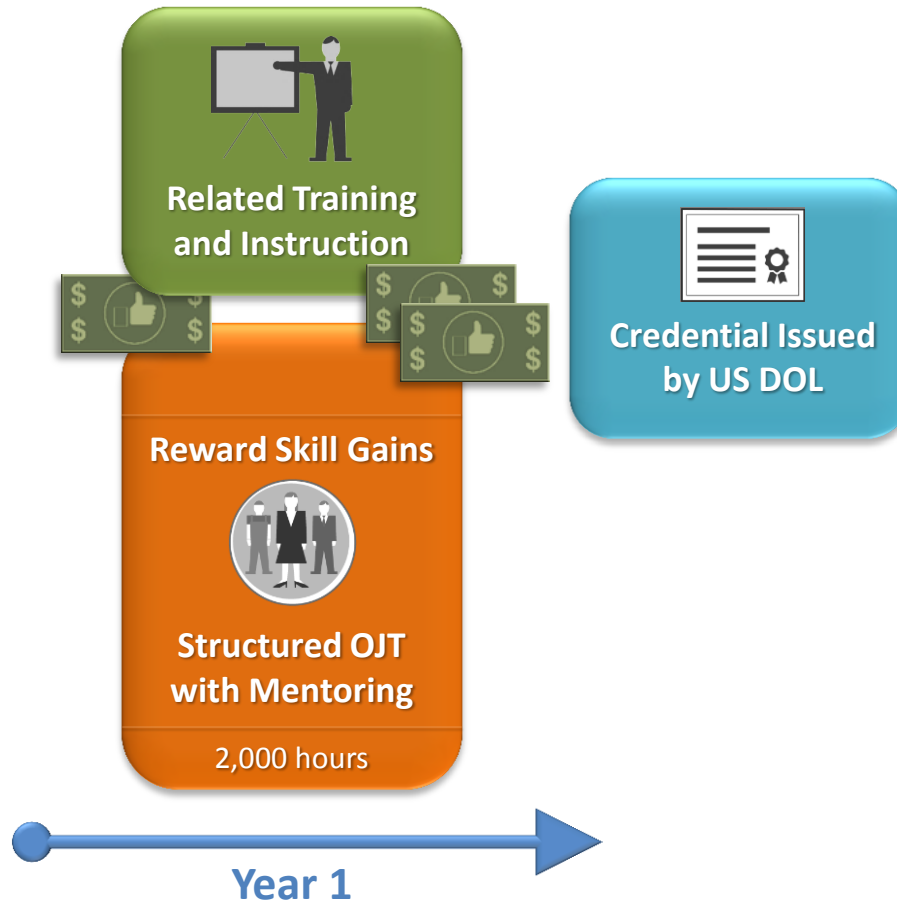 Related Training
and Instruction
$ $ $ $
$ $ $ $
$ $
$ $
Credential Issued
by US DOL
Reward Skill Gains
Structured OJT
with Mentoring
2,000 hours
Year 1